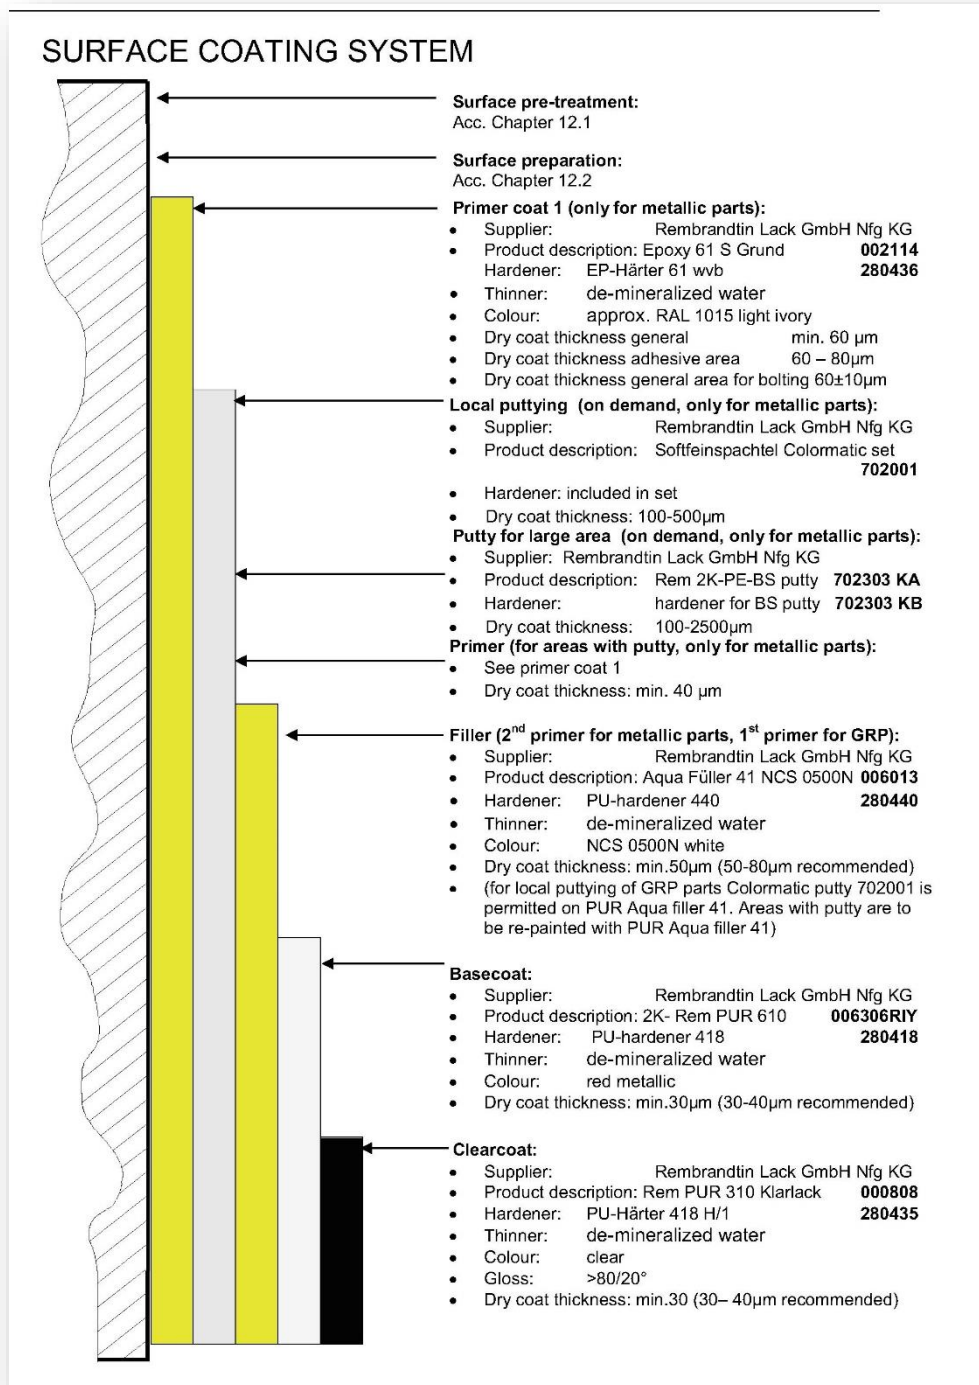 SURFACE COATING SYSTEM
Surface pre-treatment:
Acc. Chapter 12.1
Surface preparation:
Acc. Chapter 12.2
Primer coat 1 (only for metallic parts):
• Supplier: Rembrandtin Lack GmbH Nfg KG
• Product description: Epoxy 61 S Grund 002114
Hardener: EP-Härter 61 wvb 280436
• Thinner: de-mineralized water
• Colour: approx. RAL 1015 light ivory
• Dry coat thickness general min. 60 µm
• Dry coat thickness adhesive area 60 – 80µm
• Dry coat thickness general area for bolting 60±10µm
Local puttying (on demand, only for metallic parts):
• Supplier: Rembrandtin Lack GmbH Nfg KG
• Product description: Softfeinspachtel Colormatic set
702001
• Hardener: included in set
• Dry coat thickness: 100-500µm
Putty for large area (on demand, only for metallic parts):
• Supplier: Rembrandtin Lack GmbH Nfg KG
• Product description: Rem 2K-PE-BS putty 702303 KA
• Hardener: hardener for BS putty 702303 KB
• Dry coat thickness: 100-2500µm
Primer (for areas with putty, only for metallic parts):
• See primer coat 1
• Dry coat thickness: min. 40 µm
Filler (2nd primer for metallic parts, 1st primer for GRP):
• Supplier: Rembrandtin Lack GmbH Nfg KG
• Product description: Aqua Füller 41 NCS 0500N 006013
• Hardener: PU-hardener 440 280440
• Thinner: de-mineralized water
• Colour: NCS 0500N white
• Dry coat thickness: min.50µm (50-80µm recommended)
• (for local puttying of GRP parts Colormatic putty 702001 is
permitted on PUR Aqua filler 41. Areas with putty are to
be re-painted with PUR Aqua filler 41)
Basecoat:
• Supplier: Rembrandtin Lack GmbH Nfg KG
• Product description: 2K- Rem PUR 610 006306RIY
• Hardener: PU-hardener 418 280418
• Thinner: de-mineralized water
• Colour: red metallic
• Dry coat thickness: min.30µm (30-40µm recommended)
Clearcoat:
• Supplier: Rembrandtin Lack GmbH Nfg KG
• Product description: Rem PUR 310 Klarlack 000808
• Hardener: PU-Härter 418 H/1 280435
• Thinner: de-mineralized water
• Colour: clear
• Gloss: >80/20°
• Dry coat thickness: min.30 (30– 40µm recommended)